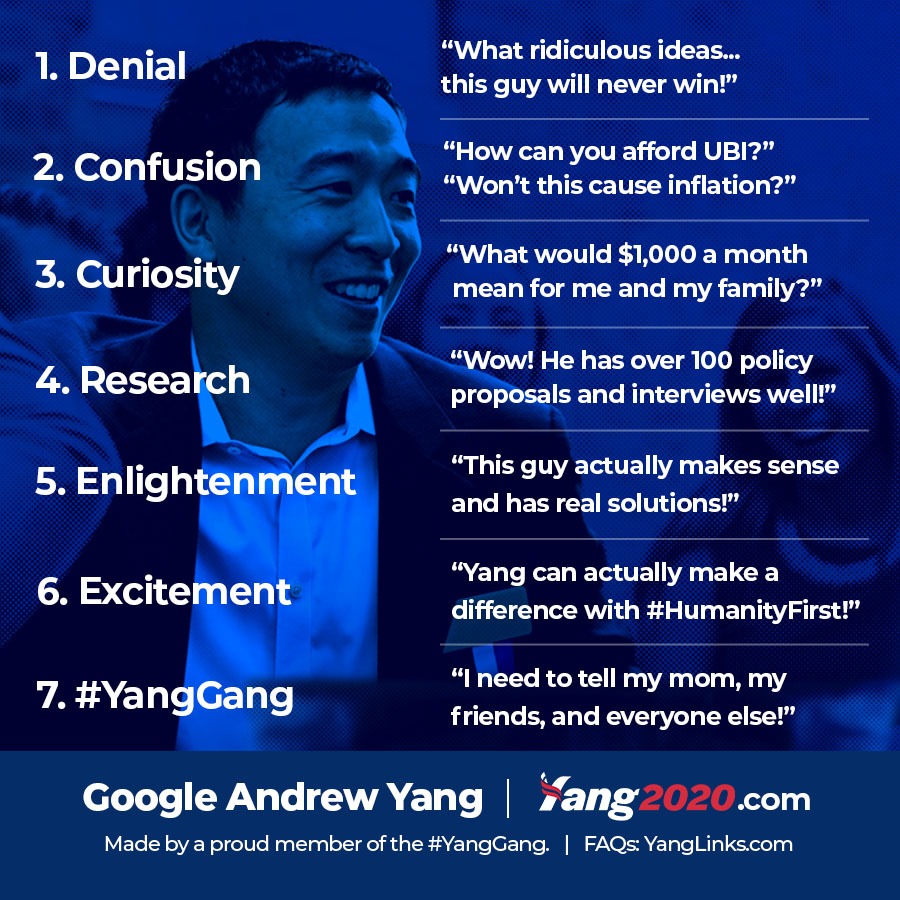 1. Denial
“What ridiculous ideas...
this guy will never win!”
2. Confusion
“How can you afford UBI?”
“Won’t this cause inflation?”
3. Curiosity
“What would $1,000 a month
mean for me and my family?”
4. Research
“Wow! He has over 100 policy
proposals and interviews well!”
5. Enlightenment
“This guy actually makes sense
and has real solutions!”
6. Excitement
“Yang can actually make a
difference with #HumanityFirst!”
7. #YangGang
“I need to tell my mom, my
friends, and everyone else!”
Google Andrew Yang | Yang2020.com
Made by a proud member of the #YangGang. | FAQs: YangLinks.com